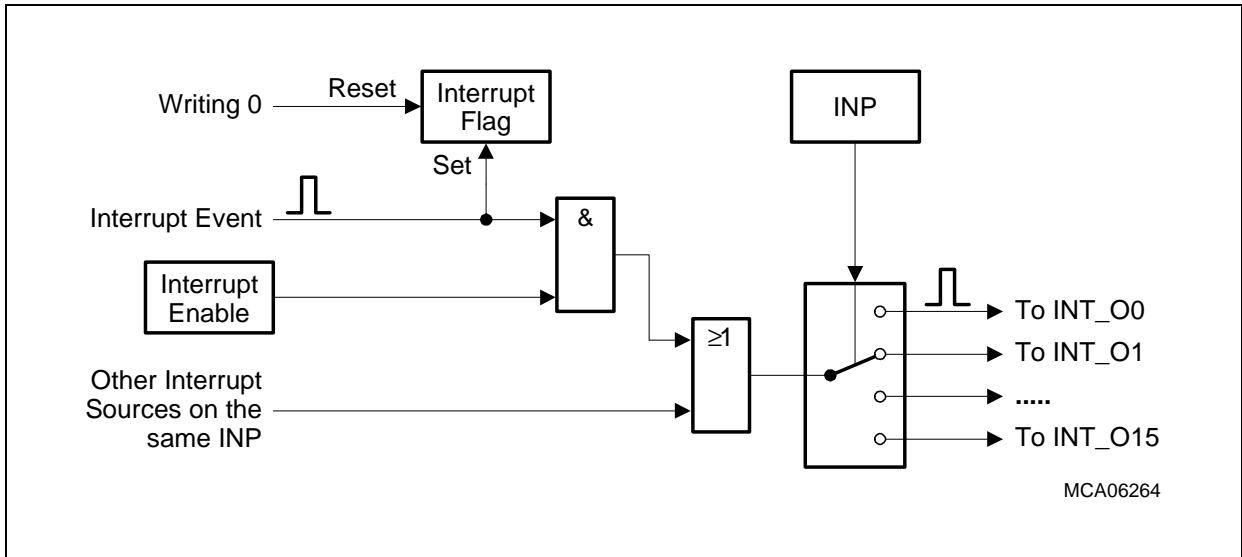 Writing 0
Reset
Interrupt
Flag
INP
Set
Interrupt Event
&
Interrupt
Enable
To INT_O0
≥1
To INT_O1
Other Interrupt
Sources on the
same INP
.....
To INT_O15
MCA06264